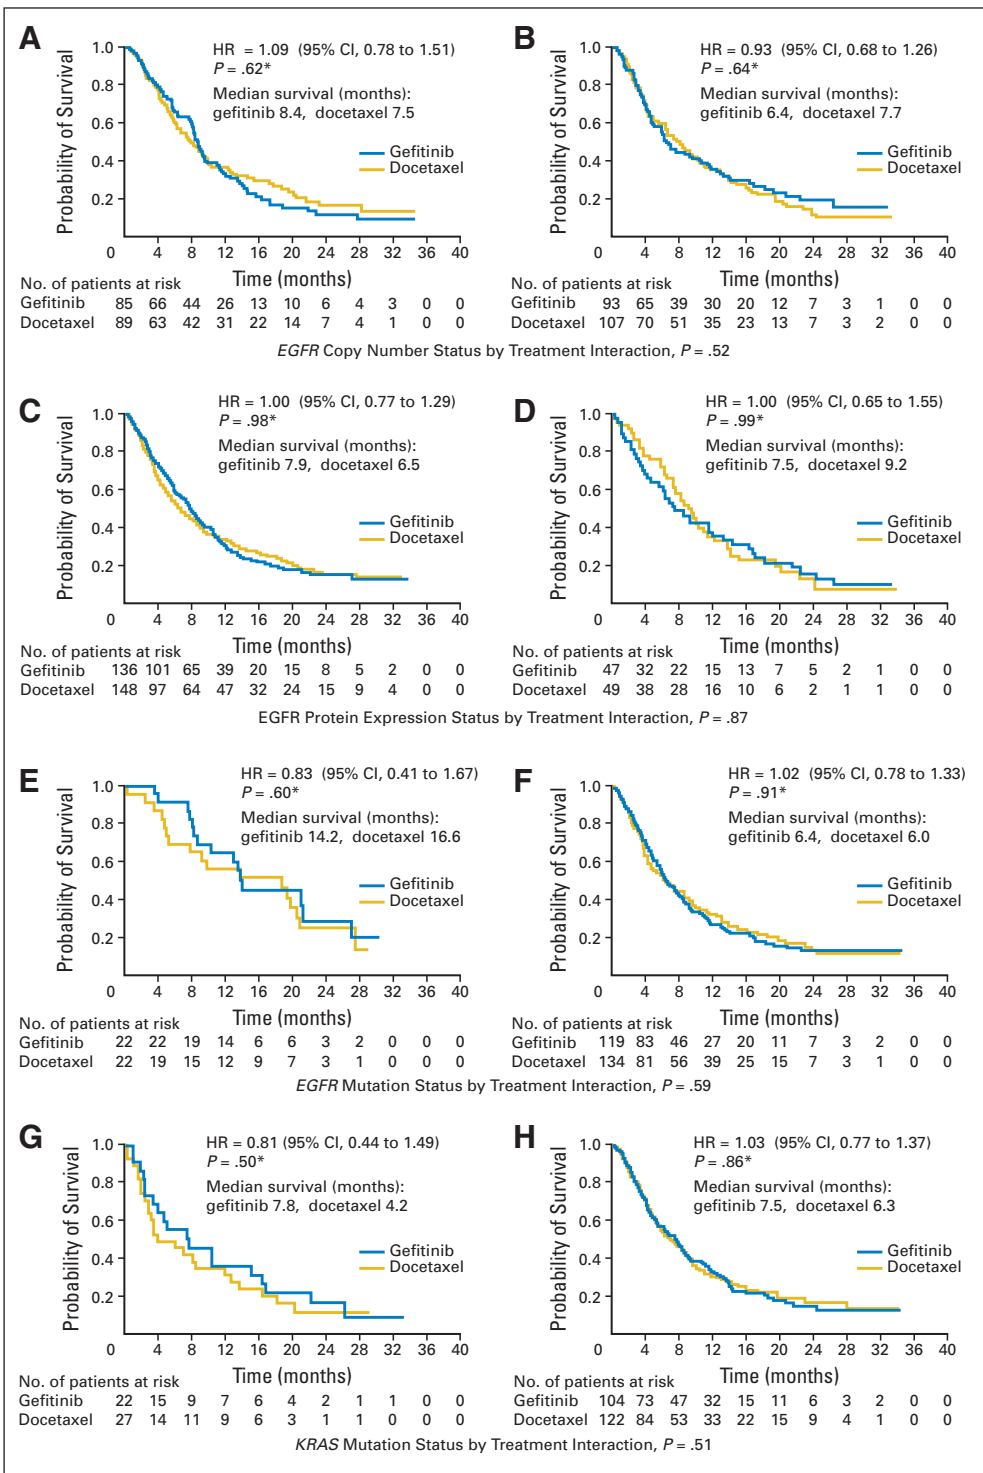 A
HR = 1.09 (95% CI, 0.78 to 1.51)
P = .62*
Median survival (months):
gefitinib 8.4, docetaxel 7.5
Gefitinib
Docetaxel
Probability of Survival
1.0
0.8
0.6
0.4
0.2
0 4 8 12 16 20 24 28 32 36 40
Time (months)
No. of patients at risk
Gefitinib 85 66 44 26 13 10 6 4 3 0 0
Docetaxel 89 63 42 31 22 14 7 4 1 0 0
B
HR = 0.93 (95% CI, 0.68 to 1.26)
P = .64*
Median survival (months):
gefitinib 6.4, docetaxel 7.7
Gefitinib
Docetaxel
Probability of Survival
1.0
0.8
0.6
0.4
0.2
0 4 8 12 16 20 24 28 32 36 40
Time (months)
No. of patients at risk
Gefitinib 93 65 39 30 20 12 7 3 1 0 0
Docetaxel 107 70 51 35 23 13 7 3 2 0 0
EGFR Copy Number Status by Treatment Interaction, P = .52
C
HR = 1.00 (95% CI, 0.77 to 1.29)
P = .98*
Median survival (months):
gefitinib 7.9, docetaxel 6.5
Gefitinib
Docetaxel
Probability of Survival
1.0
0.8
0.6
0.4
0.2
0 4 8 12 16 20 24 28 32 36 40
Time (months)
No. of patients at risk
Gefitinib 136 101 65 39 20 15 8 5 2 0 0
Docetaxel 148 97 64 47 32 24 15 9 4 0 0
D
HR = 1.00 (95% CI, 0.65 to 1.55)
P = .99*
Median survival (months):
gefitinib 7.5, docetaxel 9.2
Gefitinib
Docetaxel
Probability of Survival
1.0
0.8
0.6
0.4
0.2
0 4 8 12 16 20 24 28 32 36 40
Time (months)
No. of patients at risk
Gefitinib 47 32 22 15 13 7 5 2 1 0 0
Docetaxel 49 38 28 16 10 6 2 1 1 0 0
EGFR Protein Expression Status by Treatment Interaction, P = .87
E
HR = 0.83 (95% CI, 0.41 to 1.67)
P = .60*
Median survival (months):
gefitinib 14.2, docetaxel 16.6
Gefitinib
Docetaxel
Probability of Survival
1.0
0.8
0.6
0.4
0.2
0 4 8 12 16 20 24 28 32 36 40
Time (months)
No. of patients at risk
Gefitinib 22 22 19 14 6 6 3 2 0 0 0
Docetaxel 22 19 15 12 9 7 3 1 0 0 0
F
HR = 1.02 (95% CI, 0.78 to 1.33)
P = .91*
Median survival (months):
gefitinib 6.4, docetaxel 6.0
Gefitinib
Docetaxel
Probability of Survival
1.0
0.8
0.6
0.4
0.2
0 4 8 12 16 20 24 28 32 36 40
Time (months)
No. of patients at risk
Gefitinib 119 83 46 27 20 11 7 3 2 0 0
Docetaxel 134 81 56 39 25 15 7 3 1 0 0
EGFR Mutation Status by Treatment Interaction, P = .59
G
HR = 0.81 (95% CI, 0.44 to 1.49)
P = .50*
Median survival (months):
gefitinib 7.8, docetaxel 4.2
Gefitinib
Docetaxel
Probability of Survival
1.0
0.8
0.6
0.4
0.2
0 4 8 12 16 20 24 28 32 36 40
Time (months)
No. of patients at risk
Gefitinib 22 15 9 7 6 4 2 1 1 0 0
Docetaxel 27 14 11 9 6 3 1 1 0 0 0
H
HR = 1.03 (95% CI, 0.77 to 1.37)
P = .86*
Median survival (months):
gefitinib 7.5, docetaxel 6.3
Gefitinib
Docetaxel
Probability of Survival
1.0
0.8
0.6
0.4
0.2
0 4 8 12 16 20 24 28 32 36 40
Time (months)
No. of patients at risk
Gefitinib 104 73 47 32 15 11 6 3 2 0 0
Docetaxel 122 84 53 33 22 15 9 4 1 0 0
KRAS Mutation Status by Treatment Interaction, P = .51